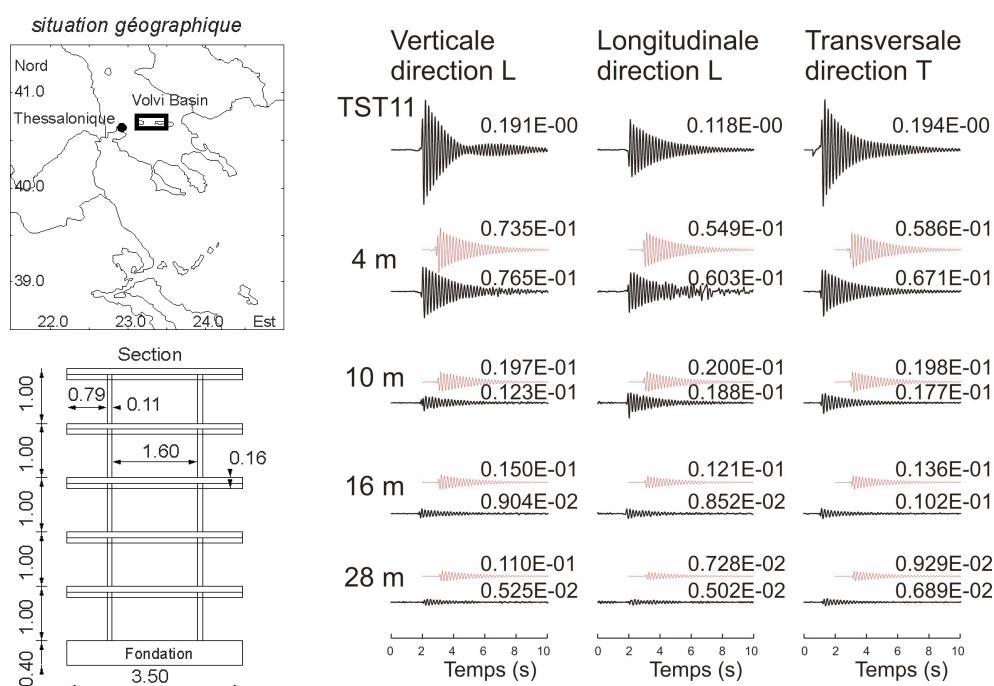 situation géographique
Nord
41.0
Volvi Basin
Thessalonique
40.0
39.0
22.0 23.0 24.0 Est
Section
1.00
0.79
0.11
1.00
1.60
0.16
1.00
1.00
1.00
0.40
Fondation
3.50
Verticale
direction L
Longitudinale
direction L
Transversale
direction T
TST11
0.191E-00 0.118E-00 0.194E-00
4 m
0.735E-01 0.549E-01 0.586E-01
0.765E-01 0.603E-01 0.671E-01
10 m
0.197E-01 0.200E-01 0.198E-01
0.123E-01 0.188E-01 0.177E-01
16 m
0.150E-01 0.121E-01 0.136E-01
0.904E-02 0.852E-02 0.102E-01
28 m
0.110E-01 0.728E-02 0.929E-02
0.525E-02 0.502E-02 0.689E-02
0 2 4 6 8 10 0 2 4 6 8 10 0 2 4 6 8 10
Temps (s) Temps (s) Temps (s)